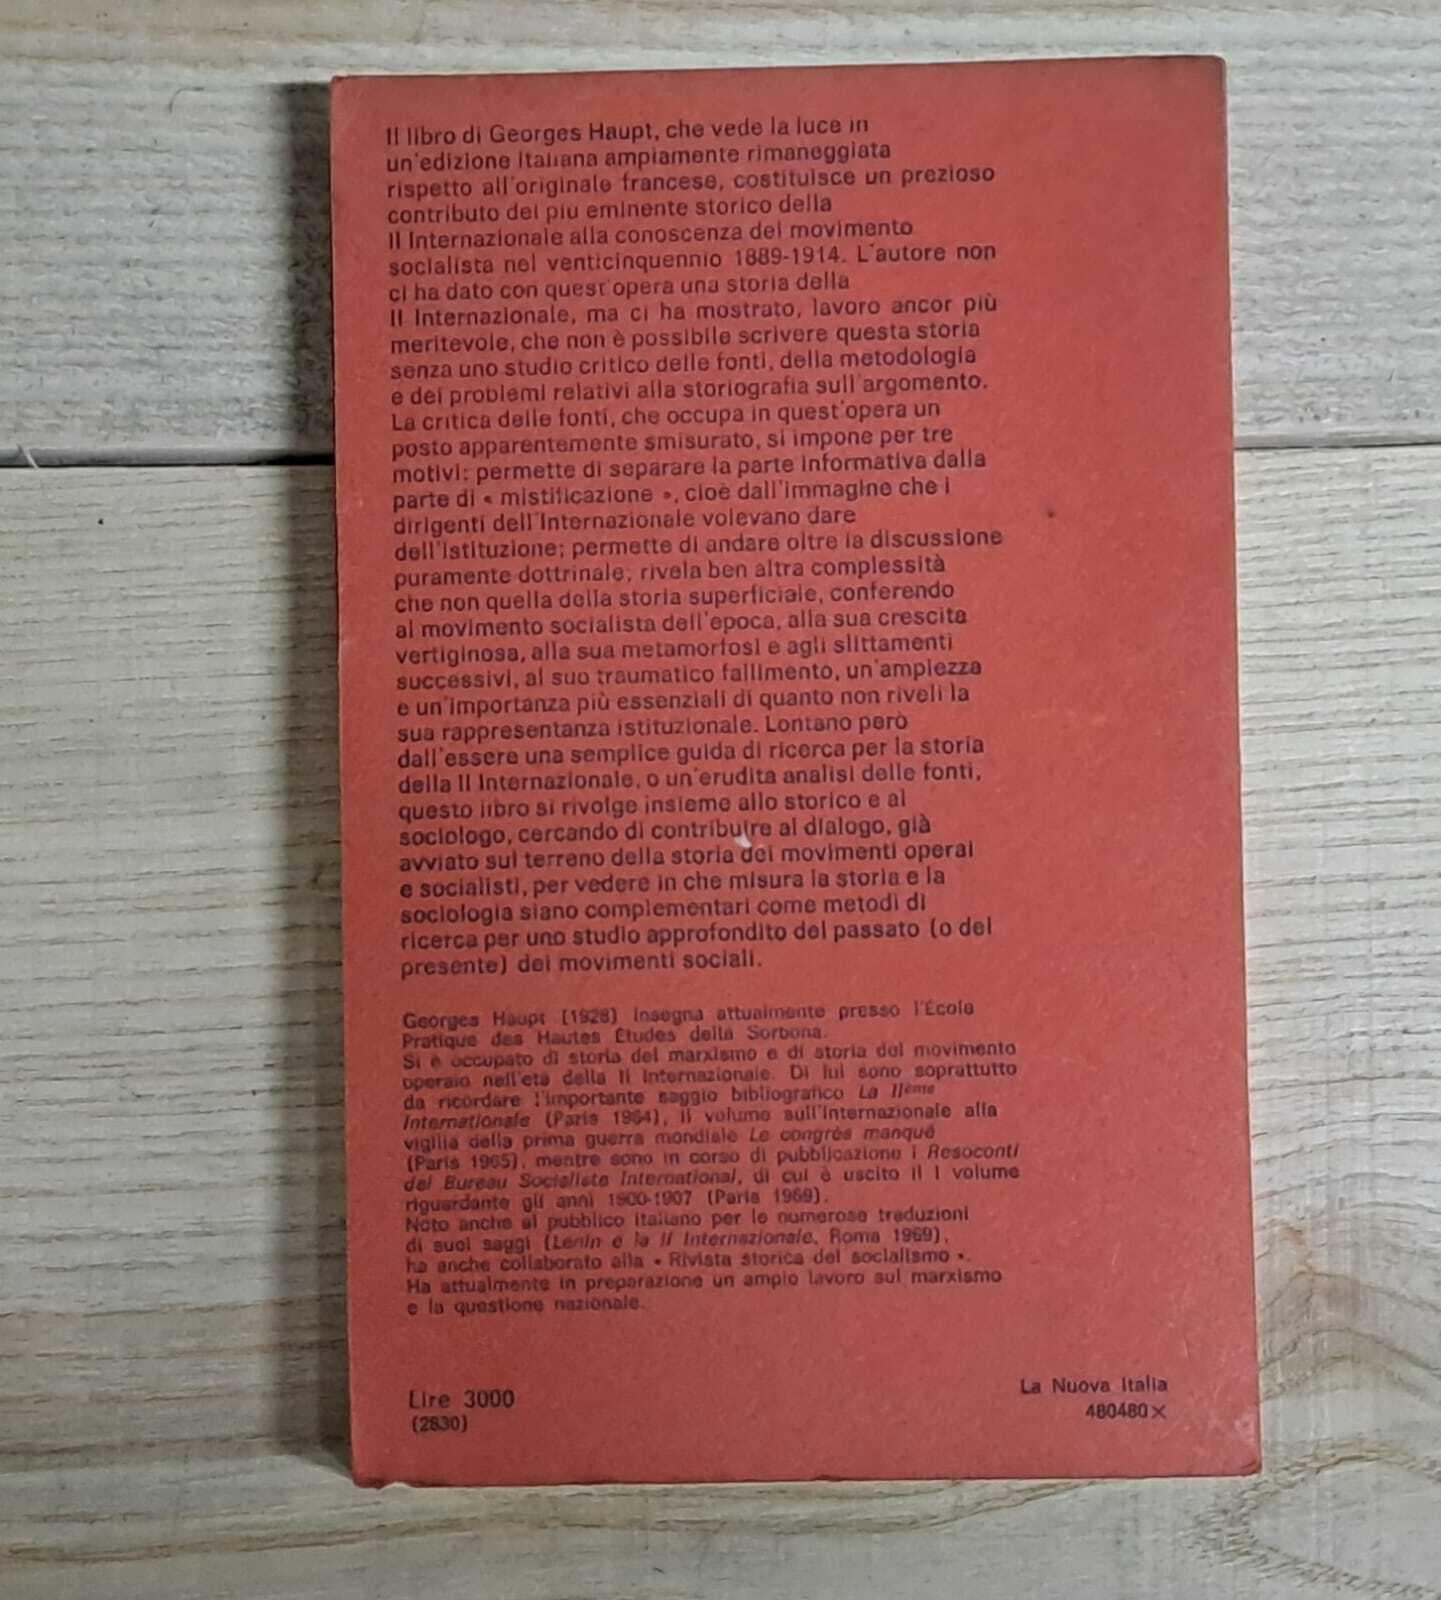 Il libro di Georges Haupt, che vede la luce in
un'edizione italiana ampiamente rimaneggiata
rispetto all'originale francese, costituisce un prezioso
contributo del più eminente storico della
II Internazionale alla conoscenza del movimento
socialista nel venticinquennio 1889-1914. L'autore non
ci ha dato con quest'opera una storia della
II Internazionale, ma ci ha mostrato, lavoro ancor più
meritevole, che non è possibile scrivere questa storia
senza uno studio critico delle fonti, della metodologia
e dei problemi relativi alla storiografia sull'argomento.
La critica delle fonti, che occupa in quest'opera un
posto apparentemente smisurato, si impone per tre
motivi: permette di separare la parte informativa dalla
parte di « mistificazione », cioè dall'immagine che i
dirigenti dell'Internazionale volevano dare
dell'istituzione; permette di andare oltre la discussione
puramente dottrinale; rivela ben altra complessità
che non quella della storia superficiale, conferendo
al movimento socialista dell'epoca, alla sua crescita
vertiginosa, alla sua metamorfosi e agli slittamenti
successivi, al suo traumatico fallimento, un'ampiezza
e un'importanza più essenziali di quanto non riveli la
sua rappresentanza istituzionale. Lontano però
dall'essere una semplice guida di ricerca per la storia
della II Internazionale, o un'erudita analisi delle fonti,
questo libro si rivolge insieme allo storico e al
sociologo, cercando di contribuire al dialogo, già
avviato sul terreno della storia dei movimenti operai
e socialisti, per vedere in che misura la storia e la
sociologia siano complementari come metodi di
ricerca per uno studio approfondito del passato (o del
presente) dei movimenti sociali.
Georges Haupt (1928) insegna attualmente presso l'École
Pratique des Hautes Études della Sorbona.
Si è occupato di storia del marxismo e di storia del movimento
operaio nell'età della II Internazionale. Di lui sono soprattutto
da ricordare l'importante saggio bibliografico La IIème
Internationale (Paris 1964), il volume sull'Internazionale alla
vigilia della prima guerra mondiale Le congrès manqué
(Paris 1965), mentre sono in corso di pubblicazione i Resoconti
del Bureau Socialiste International, di cui è uscito il I volume
riguardante gli anni 1900-1907 (Paris 1969).
Noto anche al pubblico italiano per le numerose traduzioni
di suoi saggi (Lenin e la II Internazionale, Roma 1969),
ha anche collaborato alla « Rivista storica del socialismo ».
Ha attualmente in preparazione un ampio lavoro sul marxismo
e la questione nazionale.
Lire 3000
(2830)
La Nuova Italia
480480X